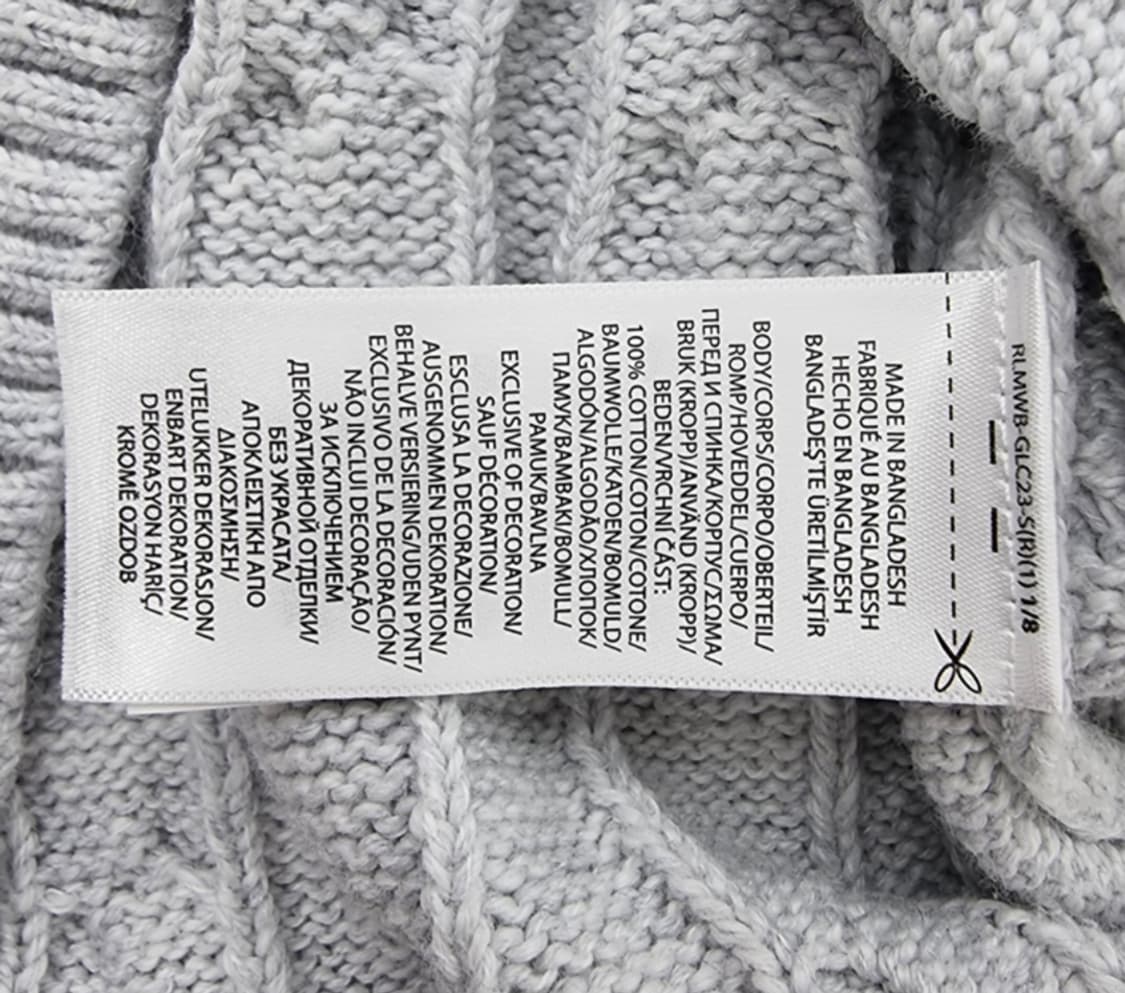 RLMWB-GLC23-S(R)(1) 1/8
MADE IN BANGLADESH
FABRIQUÉ AU BANGLADESH
HECHO EN BANGLADESH
BANGLADEŞTE ÜRETİLMİŞTİR
BODY/CORPS/CORPO/OBERTEIL/
ROMP/HOVEDDEL/CUERPO/
ПЕРЕД И СПИНКА/КОРПУС/ΣΩΜΑ/
BRUK (KROPP)/ANVÄND (KROPP)/
BEDEN/VRCHNÍ ČÁST:
100% COTTON/COTON/COTONE/
BAUMWOLLE/KATOEN/BOMULD/
ALGODÓN/ALGODÃO/ХЛОПОК/
ПАМУК/ΒΑΜΒΑΚΙ/BOMULL/
PAMUK/BAVLNA
EXCLUSIVE OF DECORATION/
SAUF DÉCORATION/
ESCLUSA LA DECORAZIONE/
AUSGENOMMEN DEKORATION/
BEHALVE VERSIERING/UDEN PYNT/
EXCLUSIVO DE LA DECORACIÓN/
NÃO INCLUI DECORAÇÃO/
ЗА ИСКЛЮЧЕНИЕМ
ДЕКОРАТИВНОЙ ОТДЕЛКИ/
БЕЗ УКРАСАТА/
ΑΠΟΚΛΕΙΣΤΙΚΗ ΑΠΟ
ΔΙΑΚΟΣΜΗΣΗ/
UTELUKKER DEKORASJON/
ENBART DEKORATION/
DEKORASYON HARİÇ/
KROMĚ OZDOB